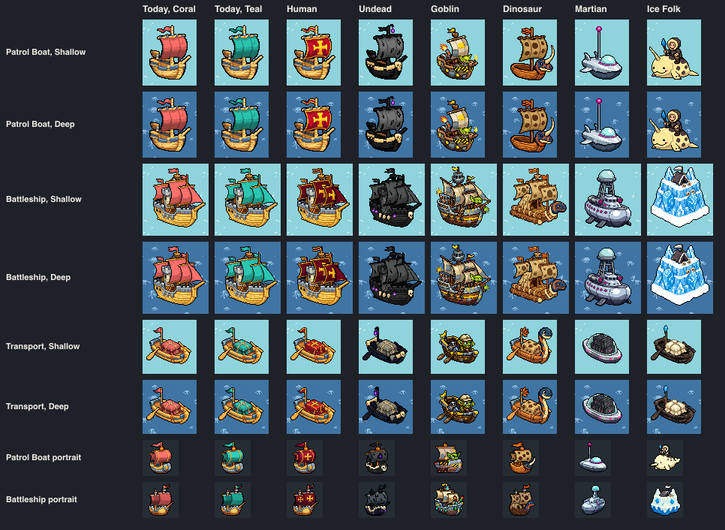 Today, Coral Today, Teal Human Undead Goblin Dinosaur Martian Ice Folk
Patrol Boat, Shallow
Patrol Boat, Deep
Battleship, Shallow
Battleship, Deep
Transport, Shallow
Transport, Deep
Patrol Boat portrait
Battleship portrait